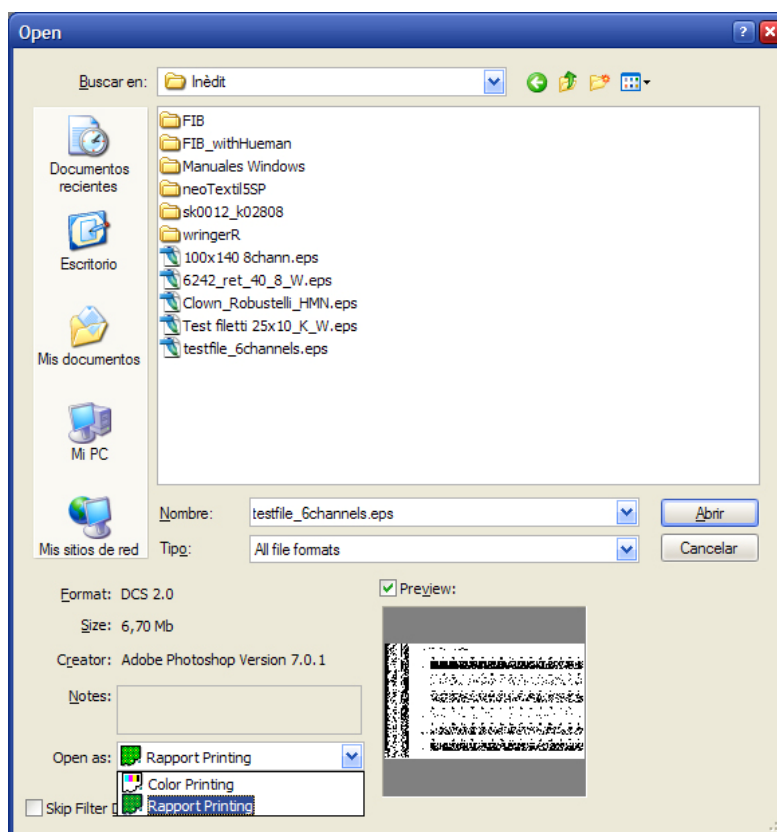 Open
Buscar en: Inèdit
FIB
FIB_withHueman
Manuales Windows
neoTextil5SP
sk0012_k02808
wringerR
100x140 8chann.eps
6242_ret_40_8_W.eps
Clown_Robustelli_HMN.eps
Test filetti 25x10_K_W.eps
testfile_6channels.eps
Documentos
recientes
Escritorio
Mis documentos
Mi PC
Mis sitios de red
Nombre: testfile_6channels.eps Abrir
Tipo: All file formats Cancelar
Format: DCS 2.0
Size: 6,70 Mb
Creator: Adobe Photoshop Version 7.0.1
Notes:
Preview:
Open as: Rapport Printing
Color Printing
Rapport Printing
Skip Filter